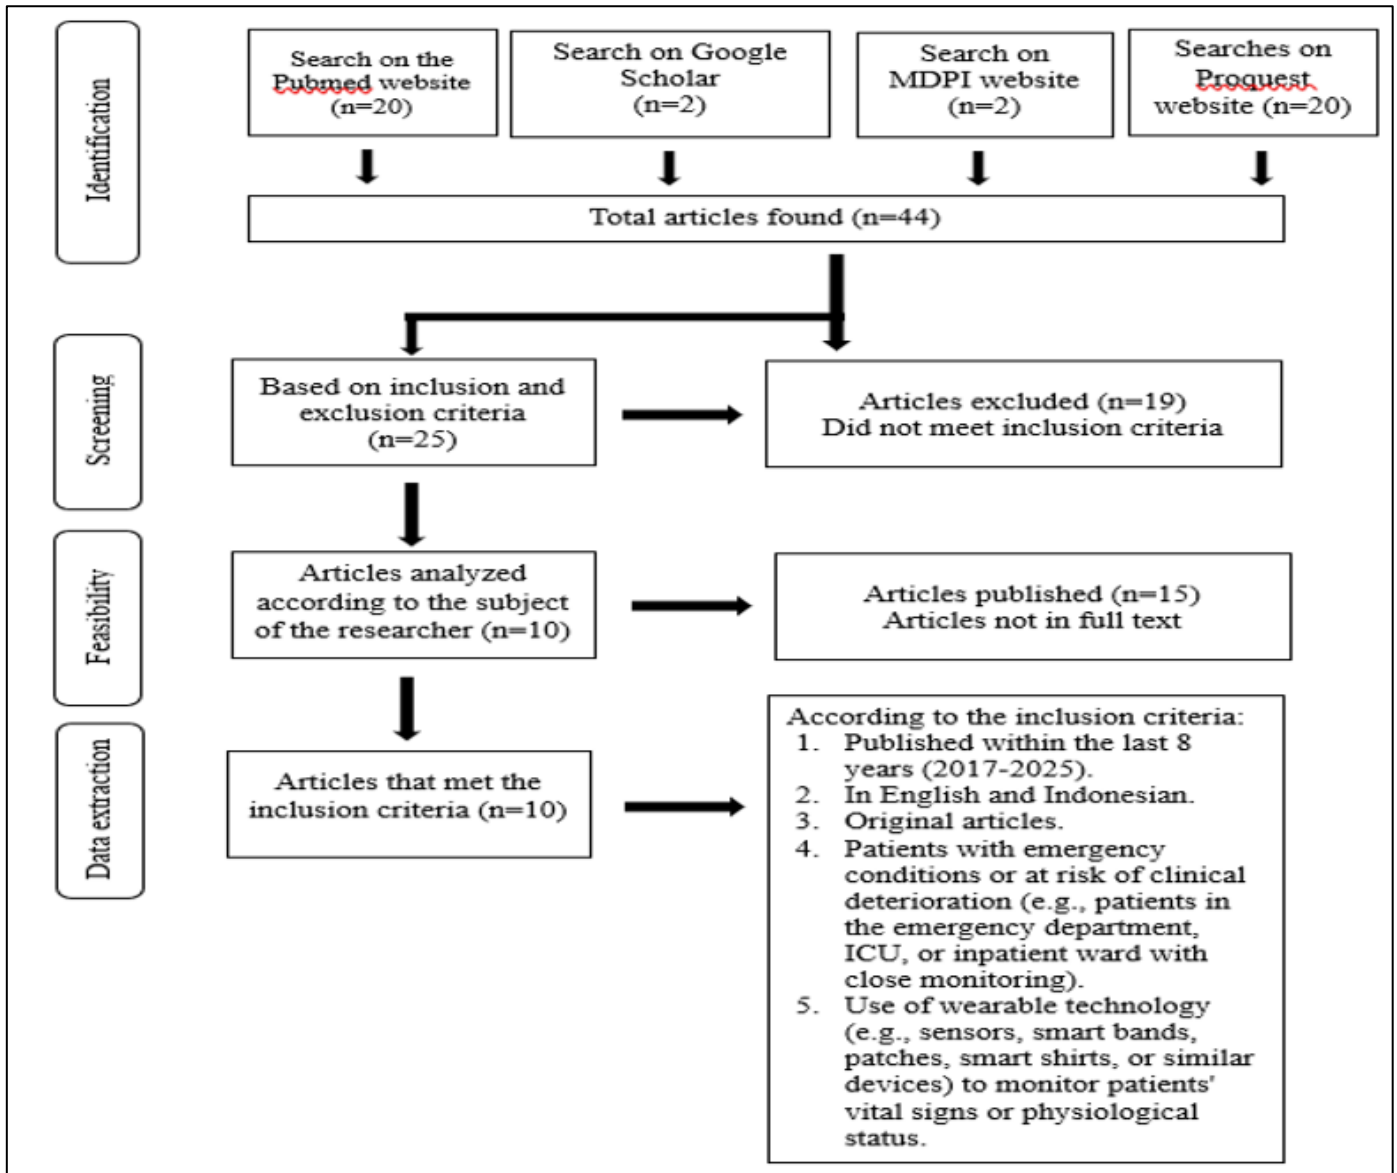 Identification
Search on the
Pubmed website
(n=20)
Search on Google
Scholar
(n=2)
Search on
MDPI website
(n=2)
Searches on
Proquest
website (n=20)
Total articles found (n=44)
Screening
Based on inclusion and
exclusion criteria
(n=25)
Articles excluded (n=19)
Did not meet inclusion criteria
Feasibility
Articles analyzed
according to the subject
of the researcher (n=10)
Articles published (n=15)
Articles not in full text
Data extraction
Articles that met the
inclusion criteria (n=10)
According to the inclusion criteria:
1. Published within the last 8
years (2017-2025).
2. In English and Indonesian.
3. Original articles.
4. Patients with emergency
conditions or at risk of clinical
deterioration (e.g., patients in
the emergency department,
ICU, or inpatient ward with
close monitoring).
5. Use of wearable technology
(e.g., sensors, smart bands,
patches, smart shirts, or similar
devices) to monitor patients'
vital signs or physiological
status.